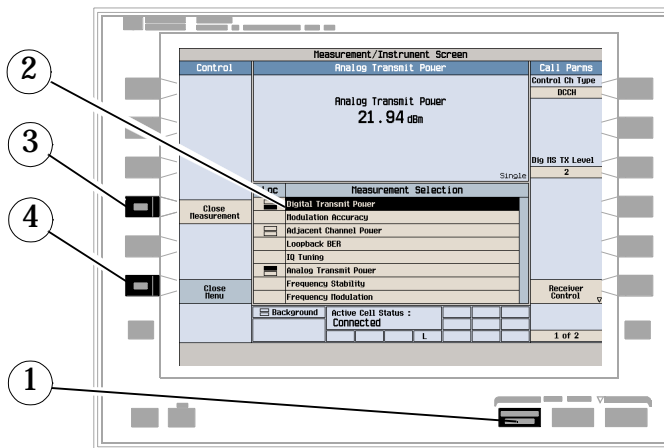 Measurement/Instrument Screen
Control
Analog Transmit Power
Call Parms
Control Ch Type
DCCH
Analog Transmit Power
21.94 dBm
Dig MS TX Level
2
Single
Loc
Measurement Selection
Digital Transmit Power
Modulation Accuracy
Adjacent Channel Power
Loopback BER
IQ Tuning
Analog Transmit Power
Frequency Stability
Frequency Modulation
Close
Measurement
Close
Menu
Receiver
Control
Background
Active Cell Status :
Connected
L
1 of 2
2
3
4
1